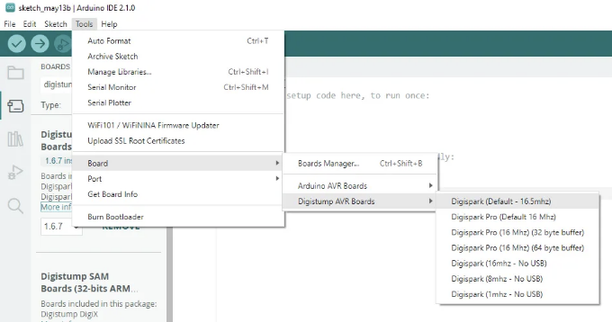 sketch_may13b | Arduino IDE 2.1.0
File Edit Sketch Tools Help
Auto Format Ctrl+T
Archive Sketch
Manage Libraries... Ctrl+Shift+I
Serial Monitor Ctrl+Shift+M
Serial Plotter
WiFi101 / WiFiNINA Firmware Updater
Upload SSL Root Certificates
Board
Port
Get Board Info
Burn Bootloader
Boards Manager... Ctrl+Shift+B
Arduino AVR Boards
Digistump AVR Boards
Digispark (Default - 16.5mhz)
Digispark Pro (Default 16 Mhz)
Digispark Pro (16 Mhz) (32 byte buffer)
Digispark Pro (16 Mhz) (64 byte buffer)
Digispark (16mhz - No USB)
Digispark (8mhz - No USB)
Digispark (1mhz - No USB)
BOARDS
digistump
Type:
Digistump
Boards
1.6.7 in
Boards in
Digispark
Digispark
More info
1.6.7 REMOVE
Digistump SAM
Boards (32-bits ARM...
Boards included in this package:
Digistump DigiX
setup code here, to run once:
ly: